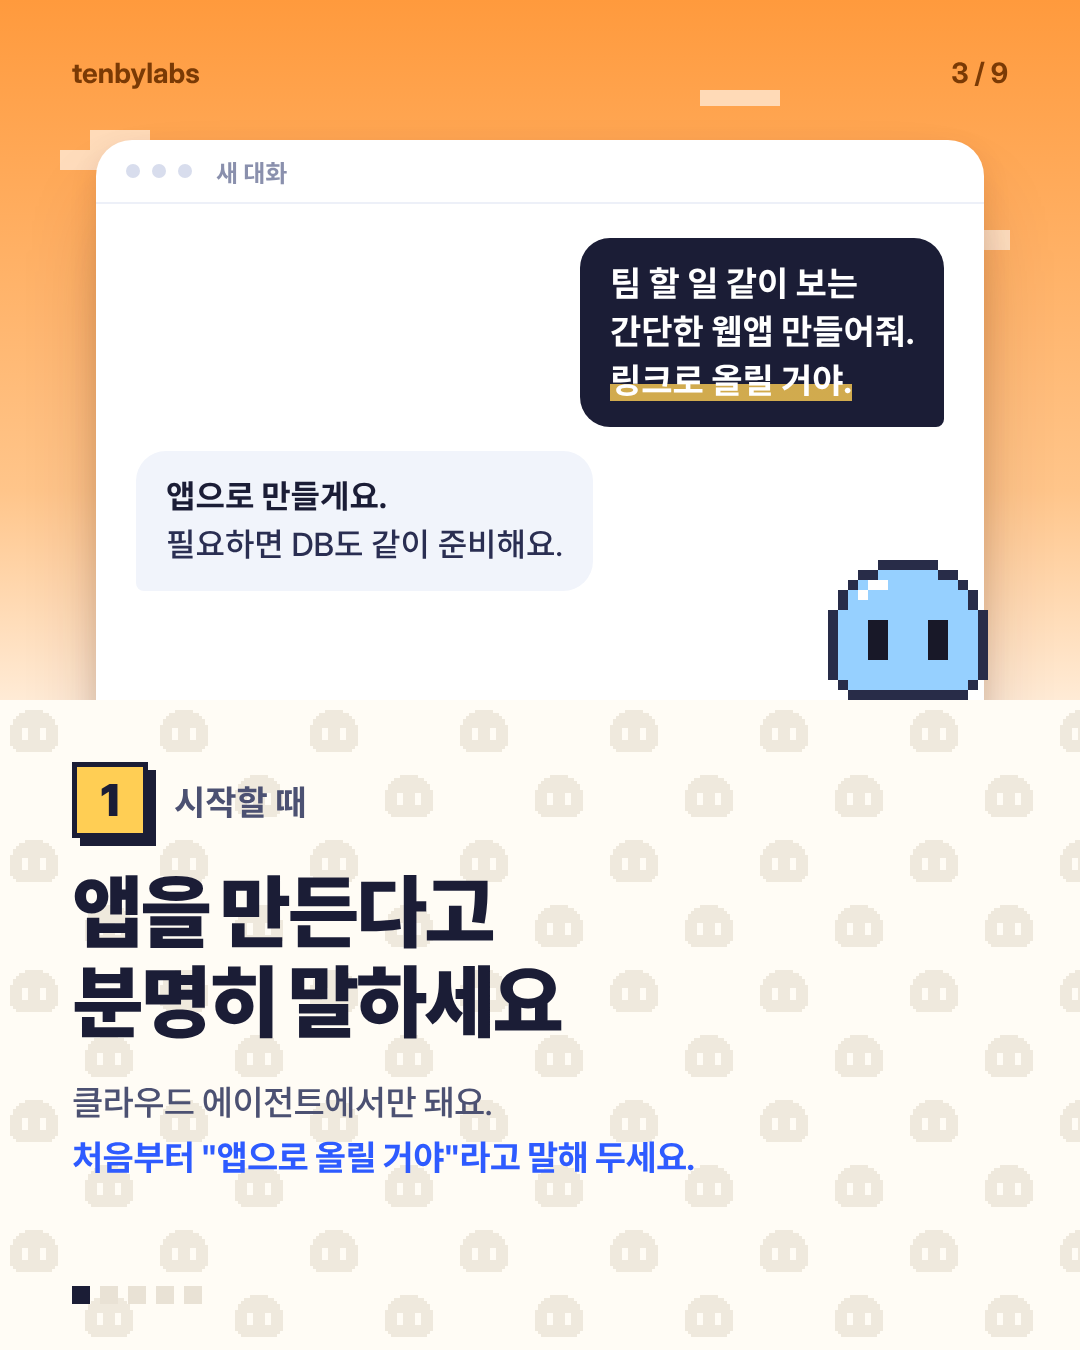 tenbylabs
3 / 9
새 대화
팀 할 일 같이 보는
간단한 웹앱 만들어줘.
링크로 올릴 거야.
앱으로 만들게요.
필요하면 DB도 같이 준비해요.
1
시작할 때
앱을 만든다고
분명히 말하세요
클라우드 에이전트에서만 돼요.
처음부터 "앱으로 올릴 거야"라고 말해 두세요.